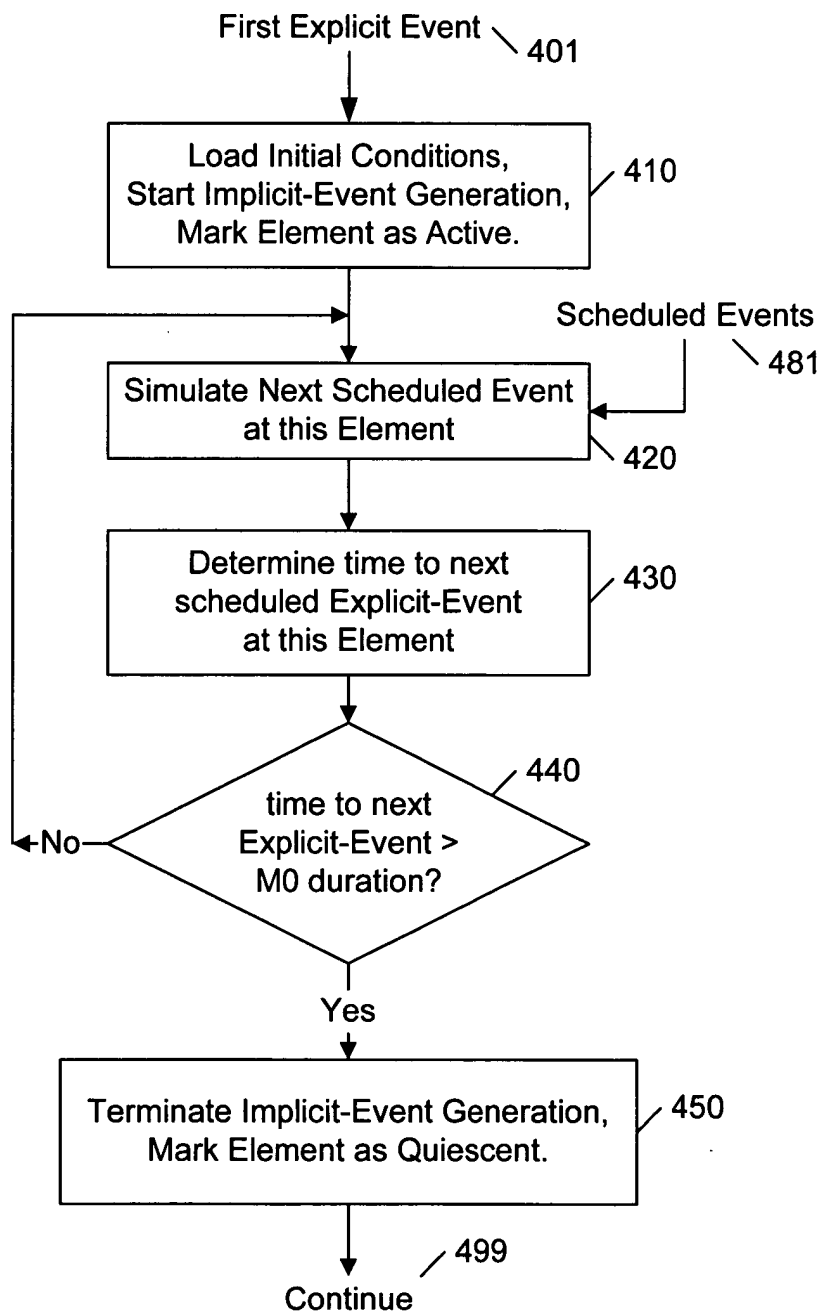 First Explicit Event
401
Load Initial Conditions,
Start Implicit-Event Generation,
Mark Element as Active.
410
Scheduled Events
481
Simulate Next Scheduled Event
at this Element
420
Determine time to next
scheduled Explicit-Event
at this Element
430
440
time to next
Explicit-Event >
M0 duration?
No
Yes
Terminate Implicit-Event Generation,
Mark Element as Quiescent.
450
499
Continue